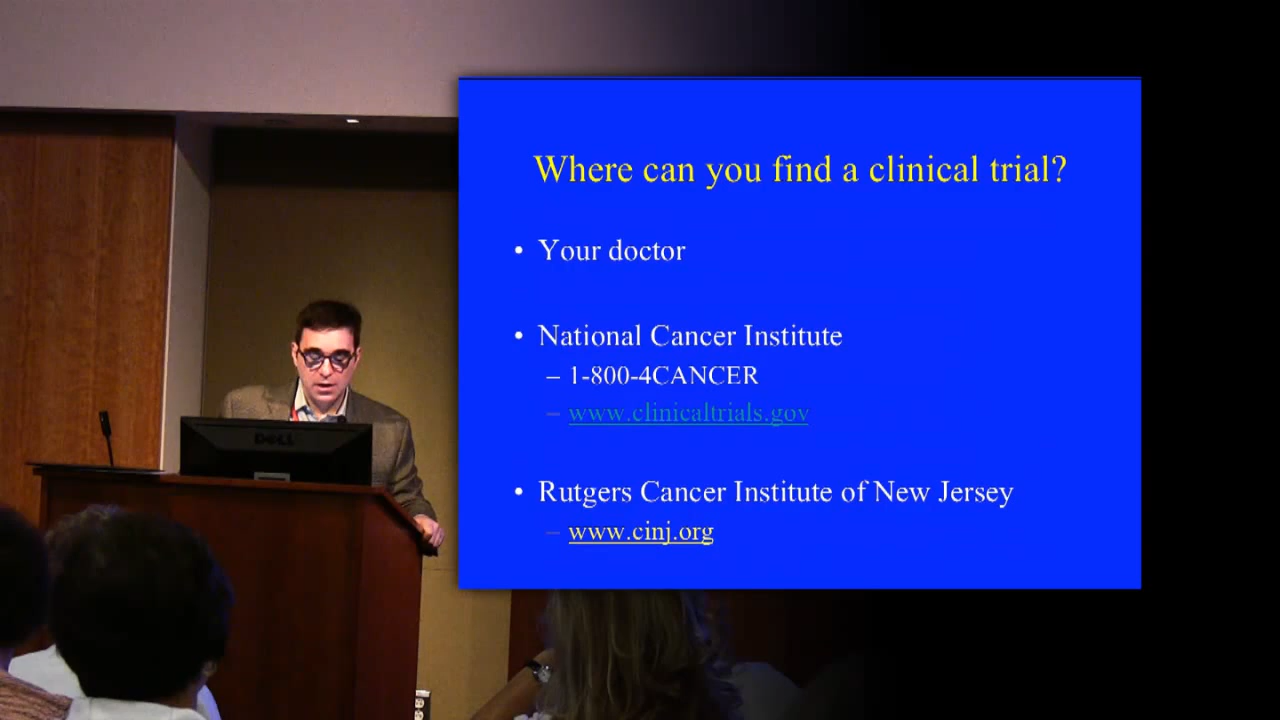 Where can you find a clinical trial?
• Your doctor
• National Cancer Institute
– 1-800-4CANCER
– www.clinicaltrials.gov
• Rutgers Cancer Institute of New Jersey
– www.cinj.org
DELL